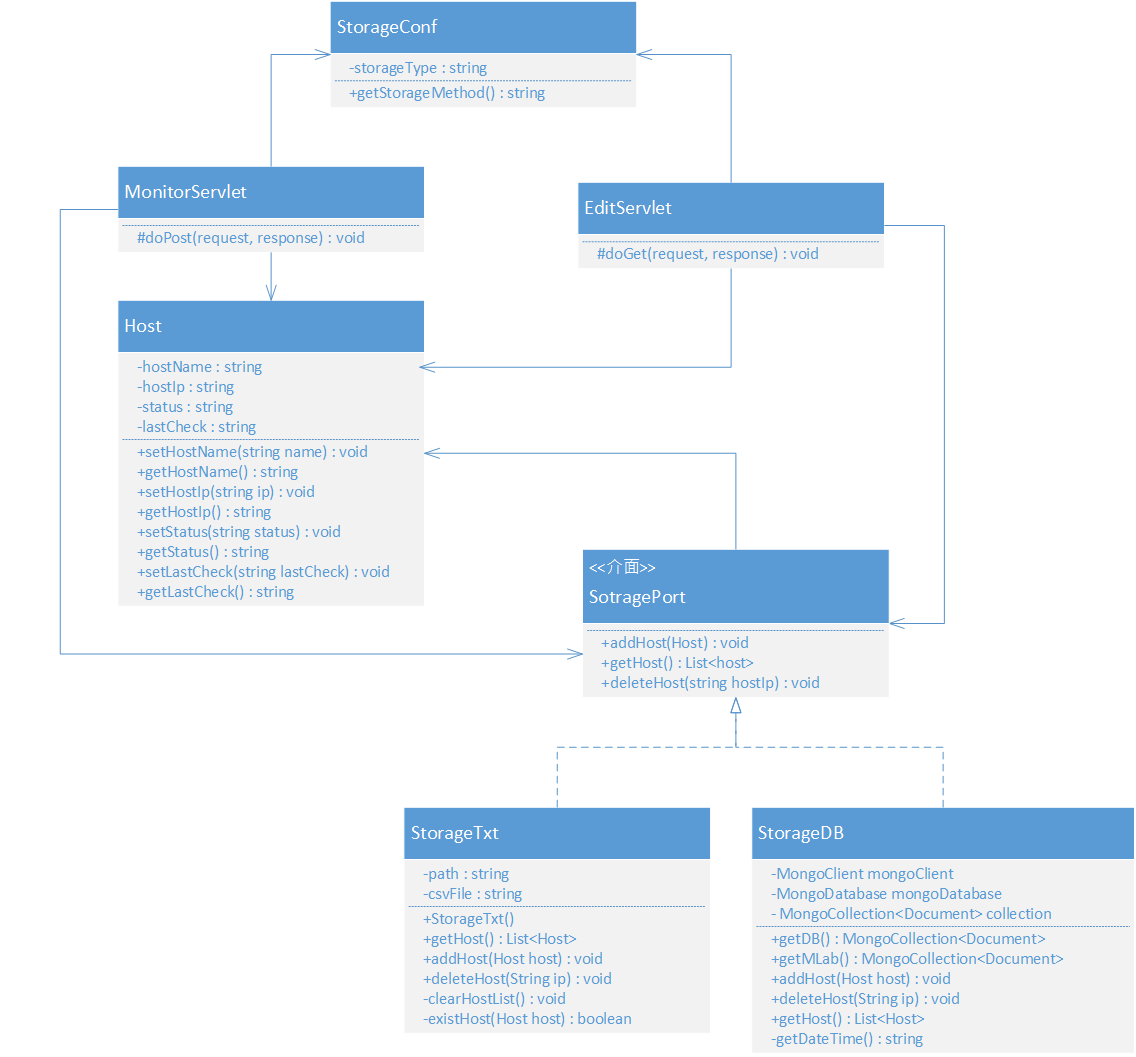 StorageConf
-storageType : string
+getStorageMethod() : string
MonitorServlet
#doPost(request, response) : void
EditServlet
#doGet(request, response) : void
Host
-hostName : string
-hostIp : string
-status : string
-lastCheck : string
+setHostName(string name) : void
+getHostName() : string
+setHostIp(string ip) : void
+getHostIp() : string
+setStatus(string status) : void
+getStatus() : string
+setLastCheck(string lastCheck) : void
+getLastCheck() : string
<<介面>>
SotragePort
+addHost(Host) : void
+getHost() : List<host>
+deleteHost(string hostIp) : void
StorageTxt
-path : string
-csvFile : string
+StorageTxt()
+getHost() : List<Host>
+addHost(Host host) : void
+deleteHost(String ip) : void
-clearHostList() : void
-existHost(Host host) : boolean
StorageDB
-MongoClient mongoClient
-MongoDatabase mongoDatabase
- MongoCollection<Document> collection
+getDB() : MongoCollection<Document>
+getMLab() : MongoCollection<Document>
+addHost(Host host) : void
+deleteHost(String ip) : void
+getHost() : List<Host>
-getDateTime() : string